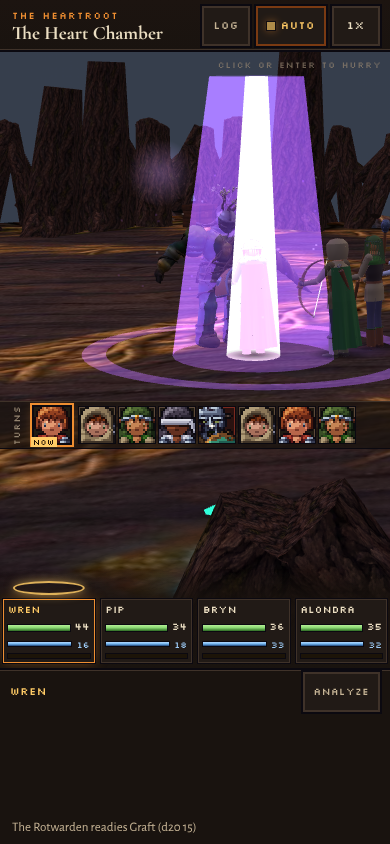 THE HEARTROOT
The Heart Chamber
LOG
AUTO
1X
CLICK OR ENTER TO HURRY
TURNS
NOW
WREN
44
16
PIP
34
18
BRYN
36
33
ALONDRA
35
32
WREN
ANALYZE
The Rotwarden readies Graft (d20 15)